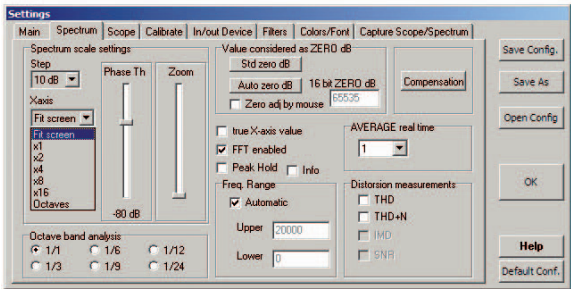 Settings
Main Spectrum Scope Calibrate In/out Device Filters Colors/Font Capture Scope/Spectrum
Spectrum scale settings
Step
10 dB
Phase Th
Zoom
Xaxis
Fit screen
Fit screen
x1
x2
x4
x8
x16
Octaves
-80 dB
Octave band analysis
1/1 1/6 1/12
1/3 1/9 1/24
Value considered as ZERO dB
Std zero dB
Auto zero dB
16 bit ZERO dB
65535
Zero adj by mouse
Compensation
true X-axis value
FFT enabled
Peak Hold Info
AVERAGE real time
1
Freq. Range
Automatic
Upper 20000
Lower 0
Distorsion measurements
THD
THD+N
IMD
SNR
Save Config.
Save As
Open Config
OK
Help
Default Conf.